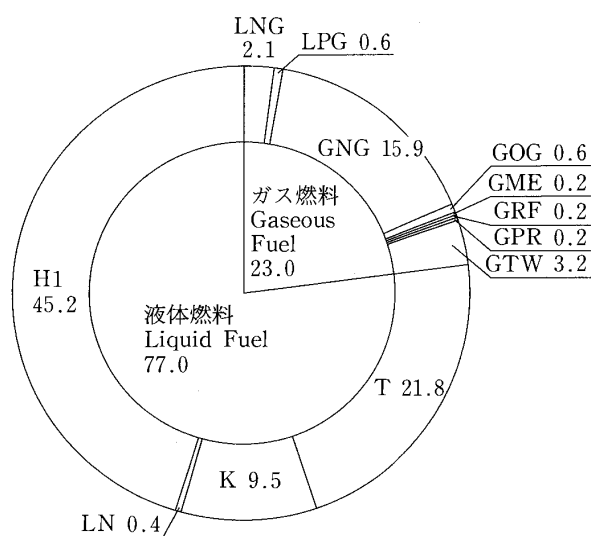 LNG
2.1
LPG 0.6
GNG 15.9
GOG 0.6
GME 0.2
GRF 0.2
GPR 0.2
GTW 3.2
ガス燃料
Gaseous
Fuel
23.0
H1
45.2
液体燃料
Liquid Fuel
77.0
T 21.8
K 9.5
LN 0.4